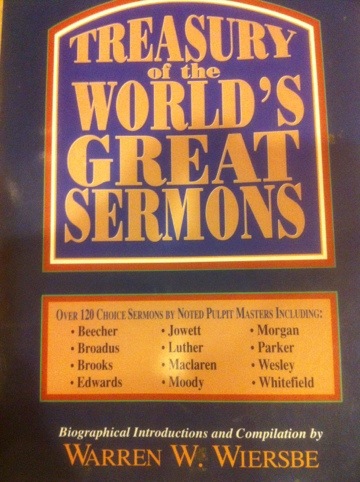 TREASURY
of the
WORLD'S
GREAT
SERMONS
OVER 120 CHOICE SERMONS BY NOTED PULPIT MASTERS INCLUDING:
• Beecher • Jowett • Morgan
• Broadus • Luther • Parker
• Brooks • Maclaren • Wesley
• Edwards • Moody • Whitefield
Biographical Introductions and Compilation by
WARREN W. WIERSBE